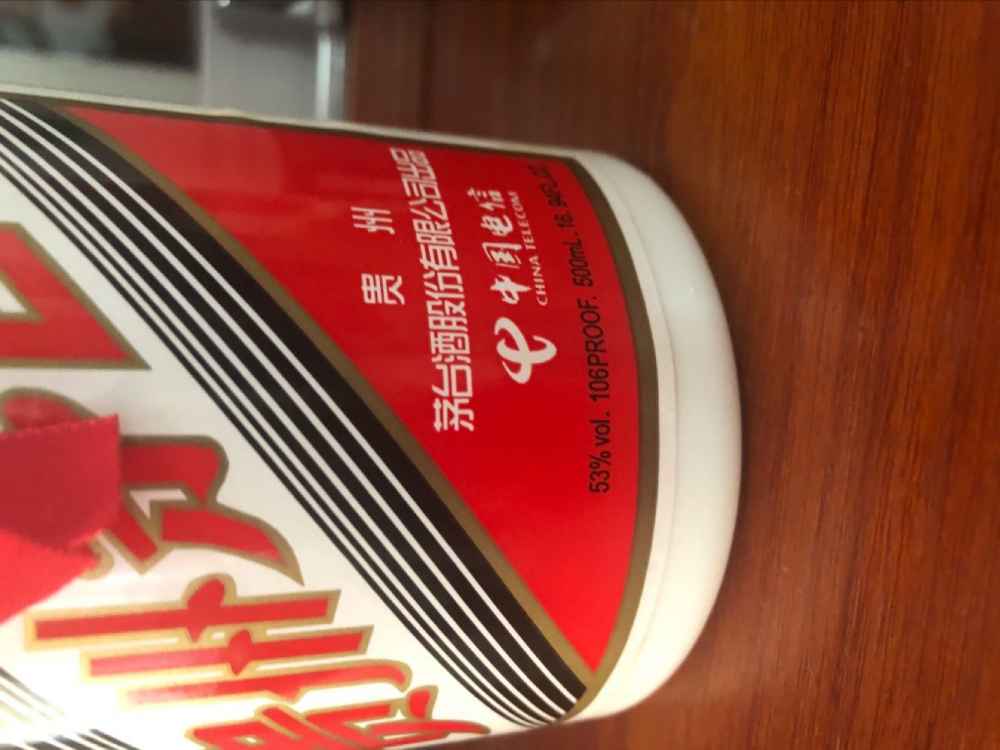 贵州
茅台酒股份有限公司出品
中国电信
CHINA TELECOM
53% vol. 106PROOF. 500mL.16.94FL.OZ